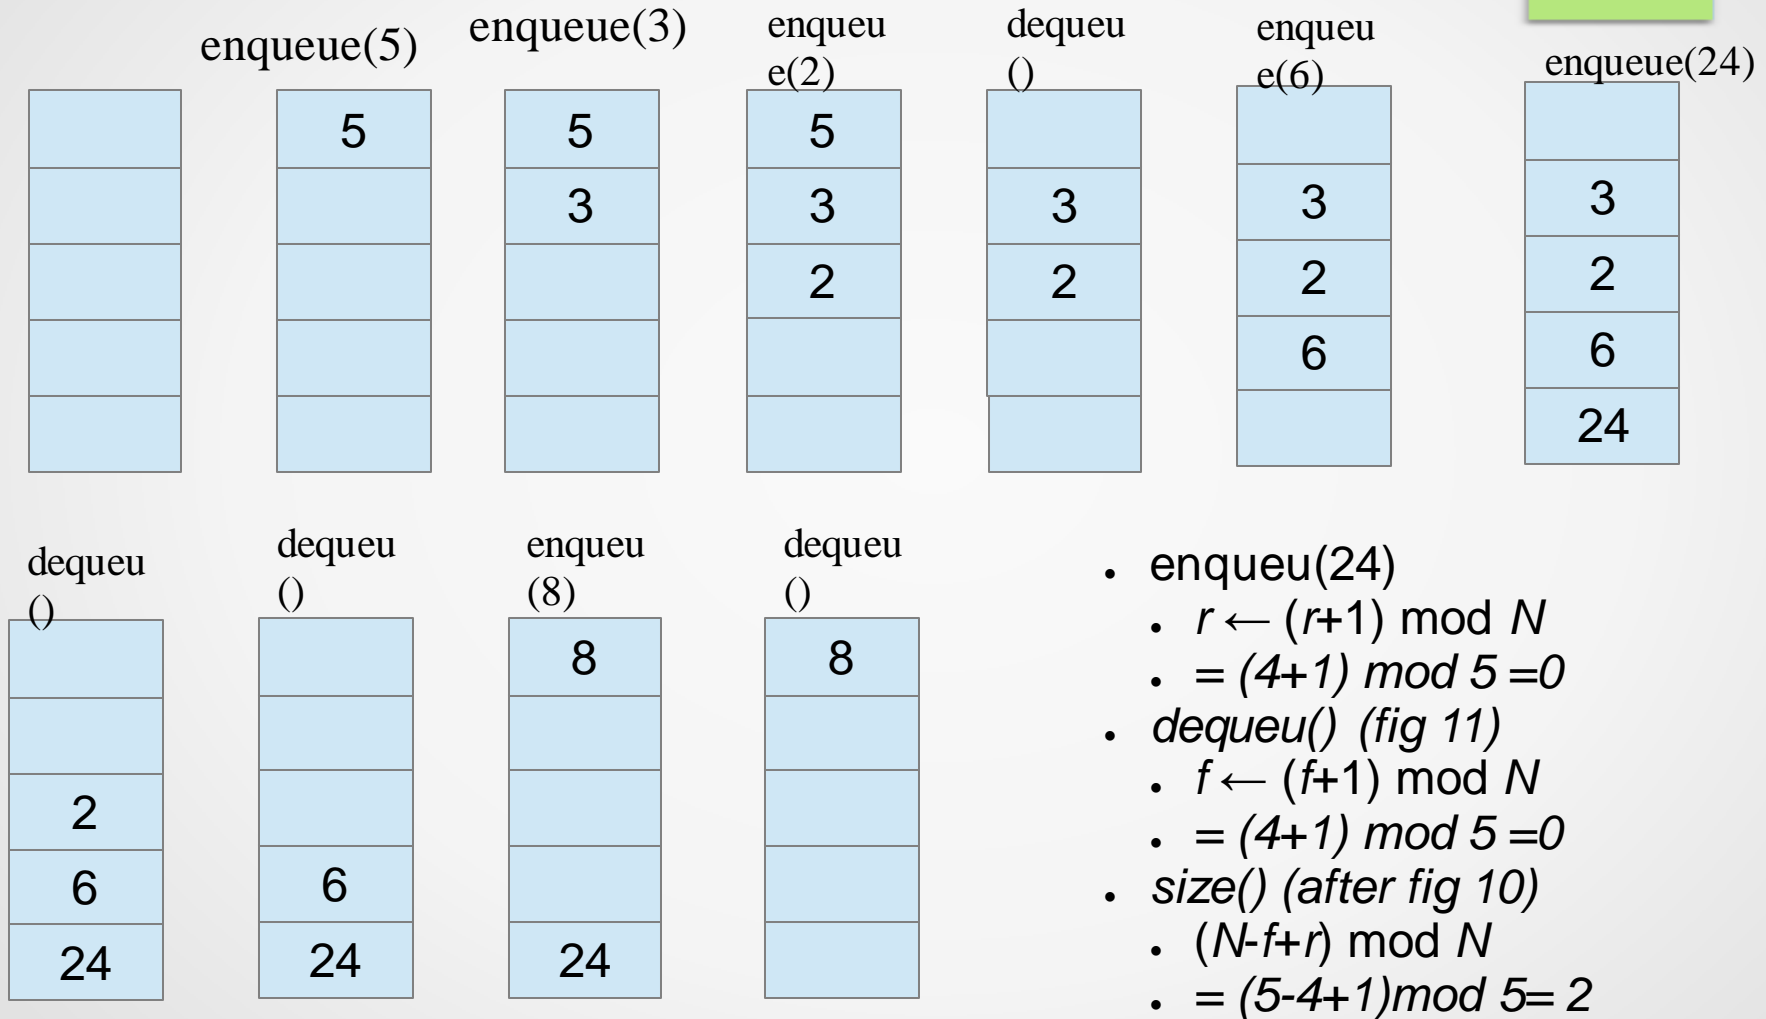 enqueue(5)
enqueue(3)
enqueu
e(2)
dequeu
()
enqueu
e(6)
enqueue(24)
5
5
3
5
3
2
3
2
3
2
6
3
2
6
24
dequeu
()
dequeu
()
enqueu
(8)
dequeu
()
2
6
24
6
24
8
24
8
• enqueu(24)
• r ← (r+1) mod N
• = (4+1) mod 5 =0
• dequeu() (fig 11)
• f ← (f+1) mod N
• = (4+1) mod 5 =0
• size() (after fig 10)
• (N-f+r) mod N
• = (5-4+1)mod 5= 2